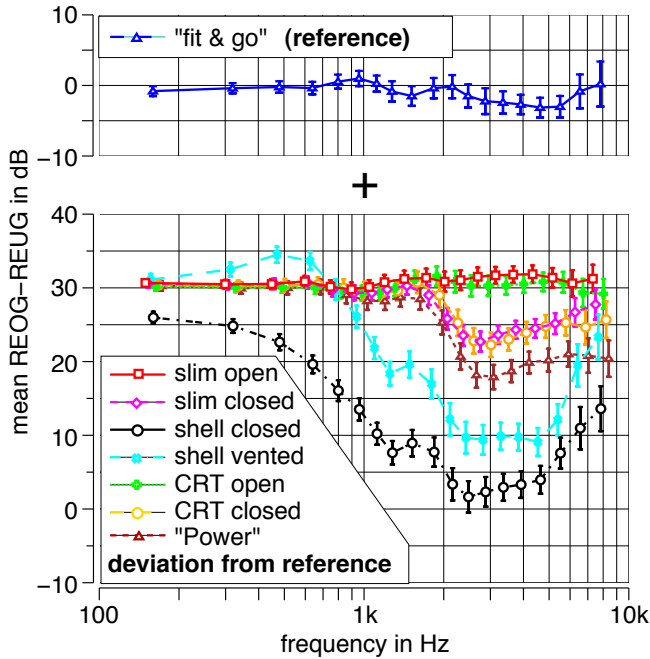 10
"fit & go" (reference)
0
−10
+
mean REOG−REUG in dB
40
30
20
10
0
−10
slim open
slim closed
shell closed
shell vented
CRT open
CRT closed
"Power"
deviation from reference
100 1k 10k
frequency in Hz